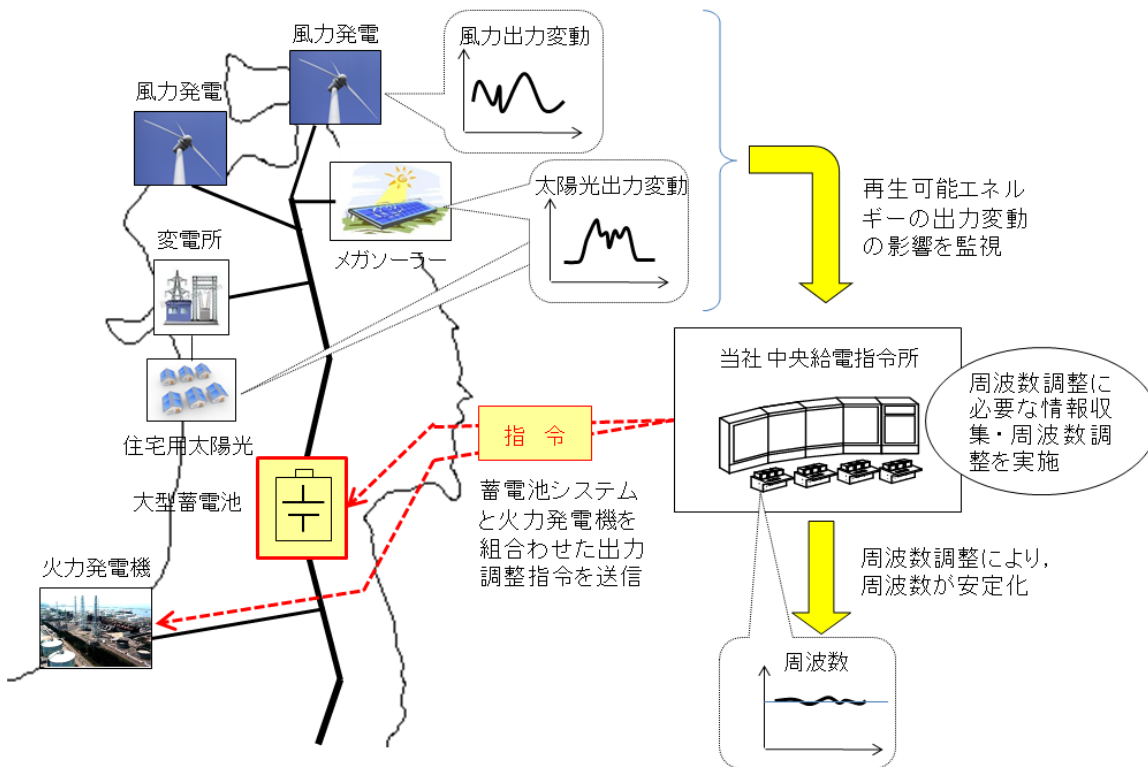 風力発電
風力出力変動
風力発電
太陽光出力変動
再生可能エネル
ギーの出力変動
の影響を監視
変電所
メガソーラー
当社 中央給電指令所
周波数調整に
必要な情報収
集・周波数調
整を実施
指 令
住宅用太陽光
大型蓄電池
蓄電池システム
と火力発電機を
組合わせた出力
調整指令を送信
火力発電機
周波数調整により,
周波数が安定化
周波数